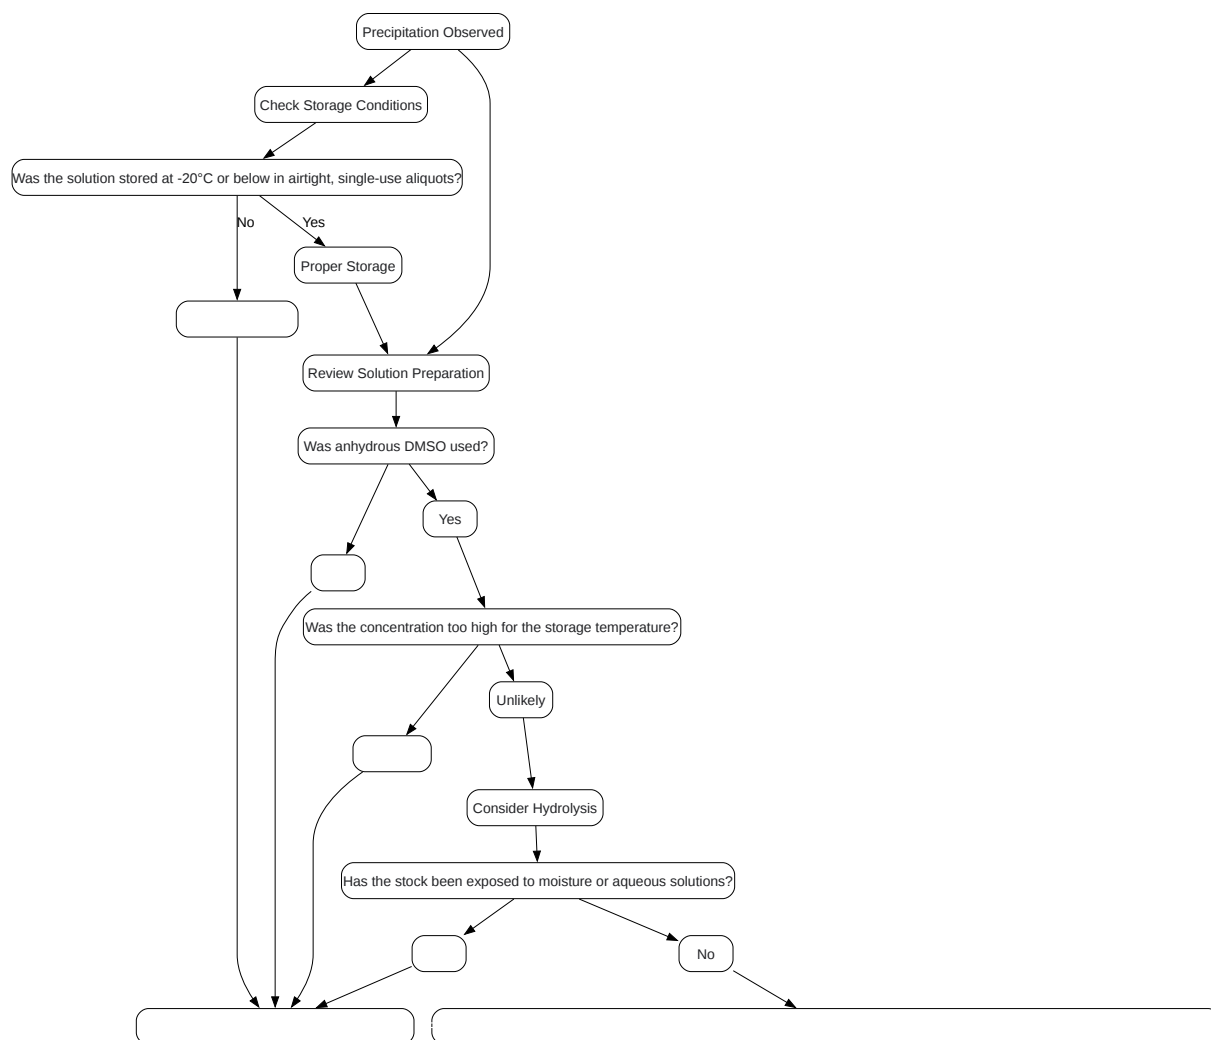 Precipitation Observed
Check Storage Conditions
Was the solution stored at -20°C or below in airtight, single-use aliquots?
No
Yes
Proper Storage
Review Solution Preparation
Was anhydrous DMSO used?
Yes
Was the concentration too high for the storage temperature?
Unlikely
Consider Hydrolysis
Has the stock been exposed to moisture or aqueous solutions?
No